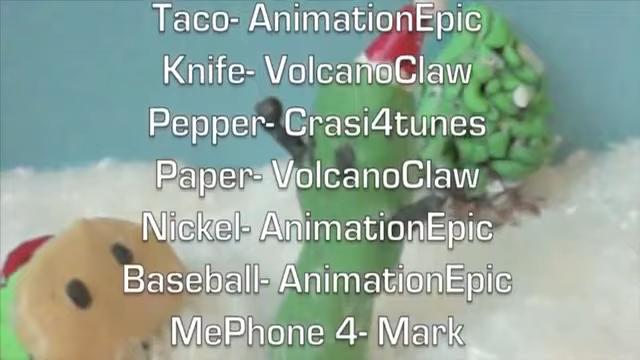 Taco- AnimationEpic
Knife- VolcanoClaw
Pepper- Crasi4tunes
Paper- VolcanoClaw
Nickel- AnimationEpic
Baseball- AnimationEpic
MePhone 4- Mark